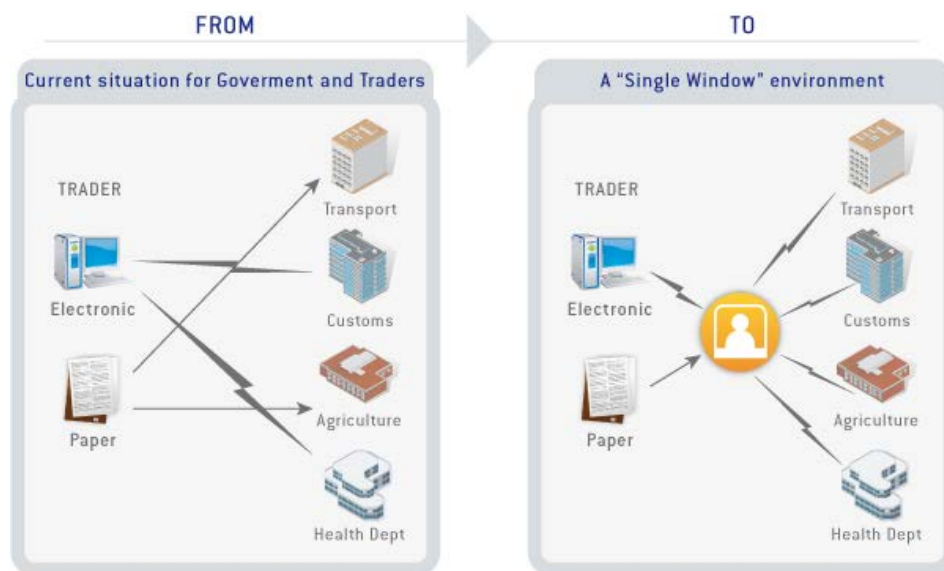 FROM
TO
Current situation for Goverment and Traders
A “Single Window” environment
TRADER
Electronic
Paper
Transport
Customs
Agriculture
Health Dept
TRADER
Electronic
Paper
Transport
Customs
Agriculture
Health Dept